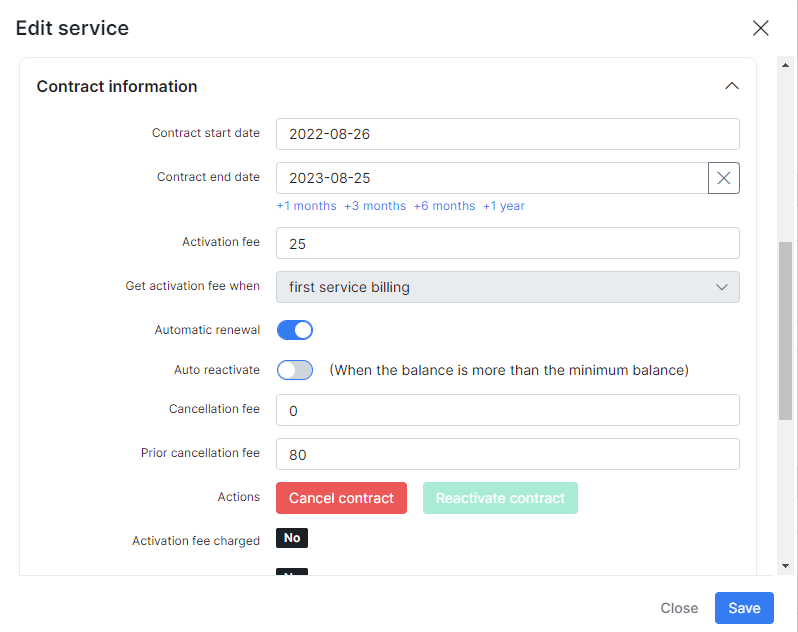 Edit service
Contract information
Contract start date 2022-08-26
Contract end date 2023-08-25
+1 months +3 months +6 months +1 year
Activation fee 25
Get activation fee when first service billing
Automatic renewal
Auto reactivate (When the balance is more than the minimum balance)
Cancellation fee 0
Prior cancellation fee 80
Actions Cancel contract Reactivate contract
Activation fee charged No
Close Save